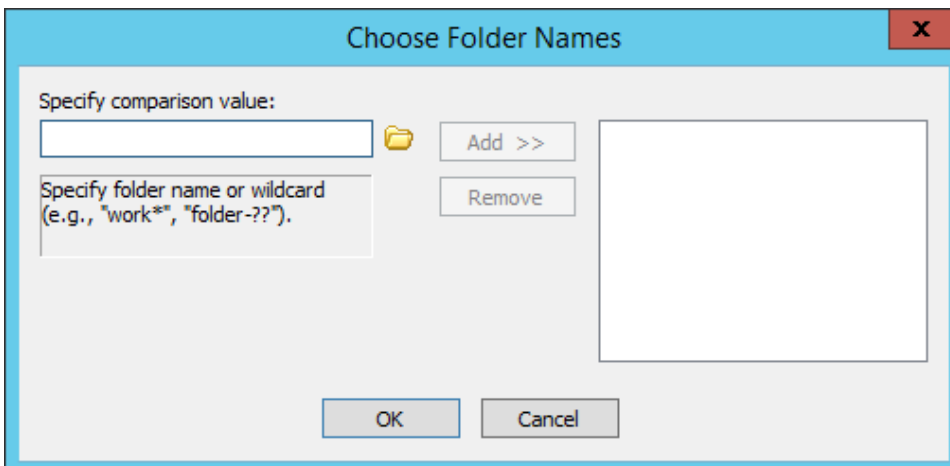 Choose Folder Names
x
Specify comparison value:
Add >>
Specify folder name or wildcard
(e.g., "work*", "folder-??").
Remove
OK
Cancel